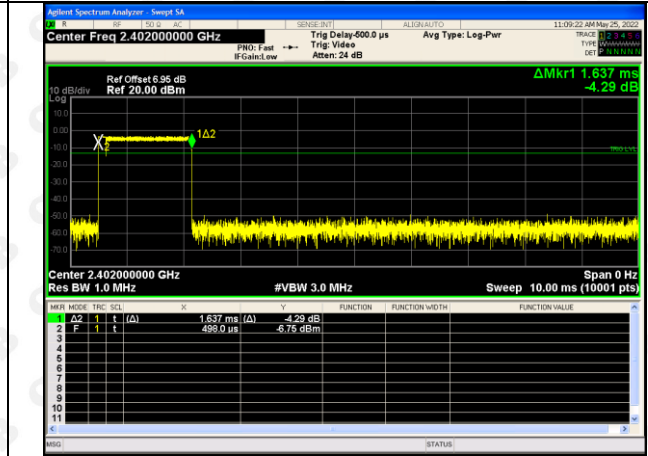 Agilent Spectrum Analyzer - Swept SA
R RF 50 Ω AC SENSE:INT ALIGNAUTO 11:09:22 AM May 25, 2022
Center Freq 2.402000000 GHz Trig Delay-500.0 µs Avg Type: Log-Pwr TRACE 1 2 3 4 5 6
PNO: Fast Trig: Video TYPE
IFGain:Low Atten: 24 dB DET P N N N N N
ΔMkr1 1.637 ms
-4.29 dB
Ref Offset 6.95 dB
10 dB/div Ref 20.00 dBm
Log
10.0
0.00
-10.0
-20.0
-30.0
-40.0
-50.0
-60.0
-70.0
1Δ2
2
TRIG LVL
Center 2.402000000 GHz Span 0 Hz
Res BW 1.0 MHz #VBW 3.0 MHz Sweep 10.00 ms (10001 pts)
MKR MODE TRC SCL X Y FUNCTION FUNCTION WIDTH FUNCTION VALUE
1 Δ2 1 t (Δ) 1.637 ms (Δ) -4.29 dB
2 F 1 t 498.0 µs -6.75 dBm
3
4
5
6
7
8
9
10
11
MSG STATUS